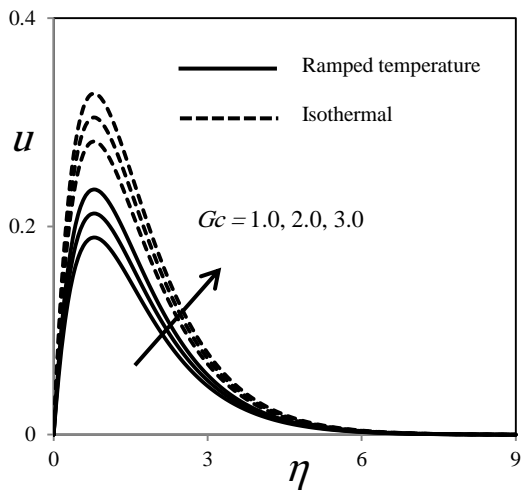 0.4
Ramped temperature
Isothermal
u
Gc = 1.0, 2.0, 3.0
0.2
0
0 3 6 9
η